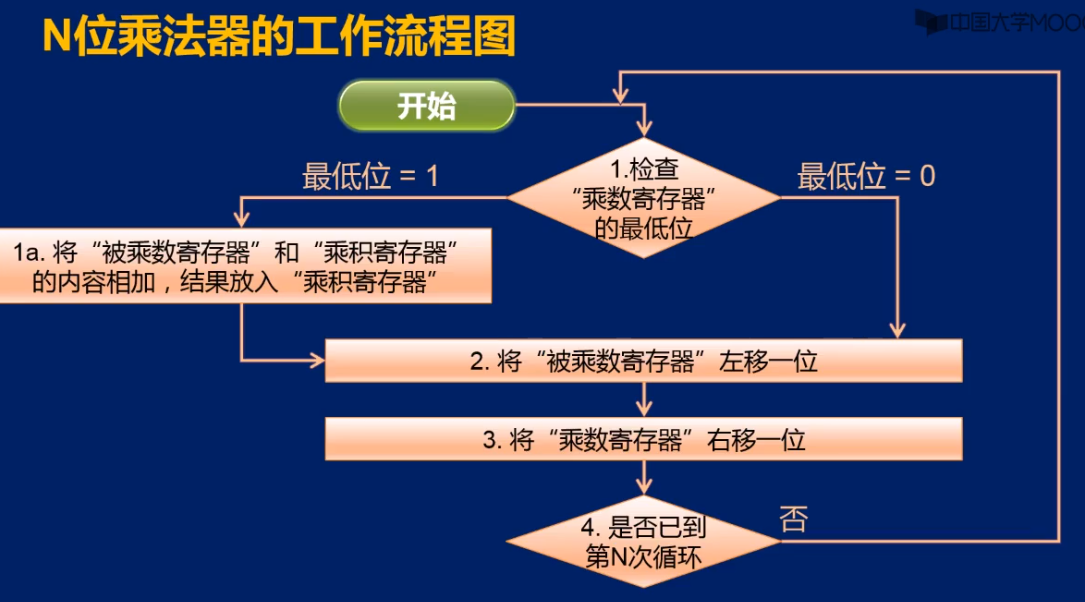 N位乘法器的工作流程图
中国大学MOO
开始
最低位 = 1
1.检查
“乘数寄存器”
的最低位
最低位 = 0
1a. 将“被乘数寄存器”和“乘积寄存器”
的内容相加，结果放入“乘积寄存器”
2. 将“被乘数寄存器”左移一位
3. 将“乘数寄存器”右移一位
4. 是否已到
第N次循环
否